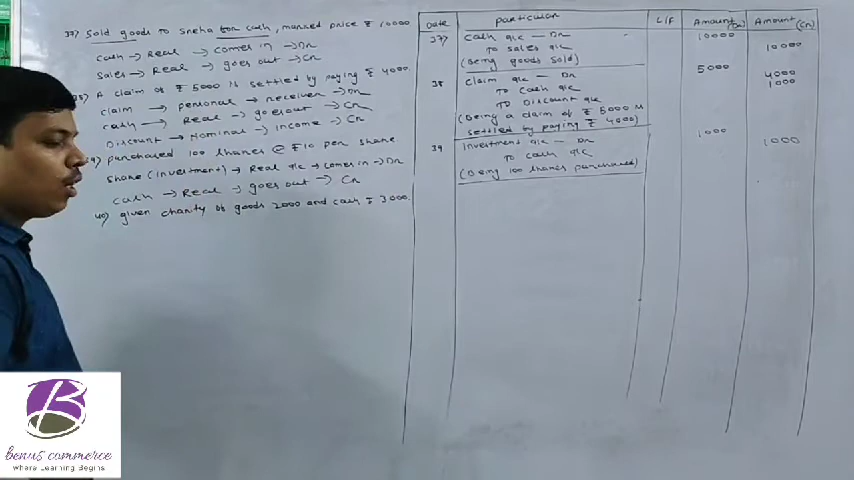 37) Sold goods to Sneha for cash, marked price ₹ 10000
cash → Real → comes in → Dr
Sales → Real → goes out → Cr
38) A claim of ₹ 5000 is settled by paying ₹ 4000
claim → personal → receiver → Dr
cash → Real → goes out → Cr
Discount → Nominal → Income → Cr
39) purchased 100 shares @ ₹10 per share
share (investment) → Real a/c → comes in → Dr
cash → Real → goes out → Cr
40) given charity of goods 2000 and cash ₹ 3000.
Date particular L/F Amount (Dr) Amount (Cr)
37) cash a/c — Dr 10000
To sales a/c 10000
(Being goods sold)
38 Claim a/c — Dr 5000
To cash a/c 4000
To Discount a/c 1000
(Being a claim of ₹ 5000 is
settled by paying ₹ 4000)
39 Investment a/c — Dr 1000
To cash a/c 1000
(Being 100 shares purchased)
B
benus commerce
Where Learning Begins